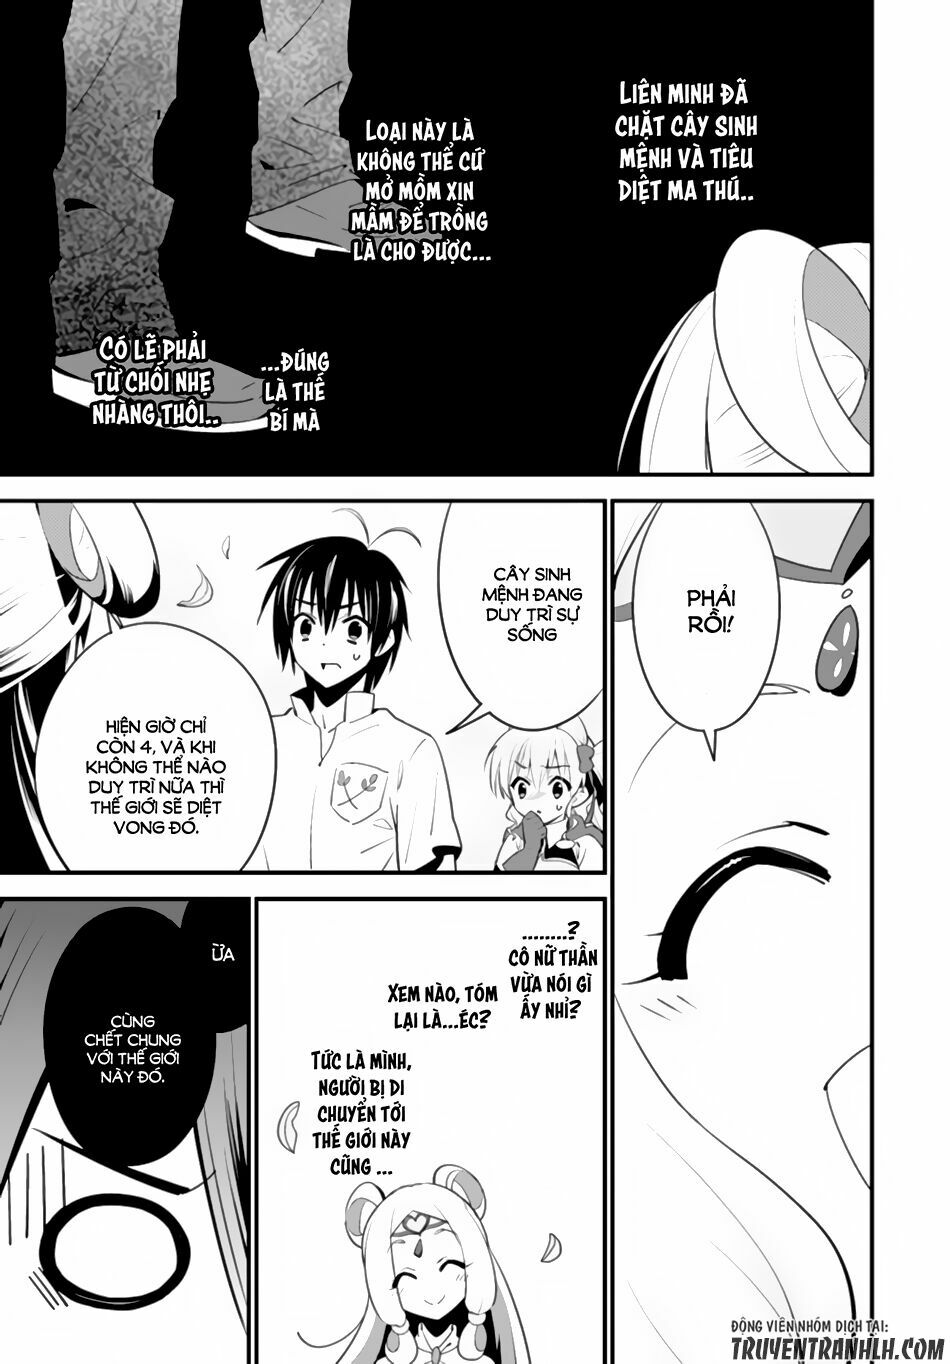 LIÊN MINH ĐÃ
CHẶT CÂY SINH
MỆNH VÀ TIÊU
DIỆT MA THÚ..
LOẠI NÀY LÀ
KHÔNG THỂ CỨ
MỞ MỒM XIN
MẦM ĐỂ TRỒNG
LÀ CHO ĐƯỢC...
...ĐÚNG
LÀ THẾ
BÍ MÀ
CÓ LẼ PHẢI
TỪ CHỐI NHẸ
NHÀNG THÔI..
PHẢI
RỒI!
CÂY SINH
MỆNH ĐANG
DUY TRÌ SỰ
SỐNG
HIỆN GIỜ CHỈ
CÒN 4, VÀ KHI
KHÔNG THỂ NÀO
DUY TRÌ NỮA THÌ
THẾ GIỚI SẼ DIỆT
VONG ĐÓ.
........?
CÔ NỮ THẦN
VỪA NÓI GÌ
ẤY NHỈ?
XEM NÀO, TÓM
LẠI LÀ...ÉC?
TỨC LÀ MÌNH,
NGƯỜI BỊ DI
CHUYỂN TỚI
THẾ GIỚI NÀY
CŨNG ...
ỪA
CÙNG
CHẾT CHUNG
VỚI THẾ GIỚI
NÀY ĐÓ.
ĐỘNG VIÊN NHÓM DỊCH TẠI:
TRUYENTRANHLH.COM